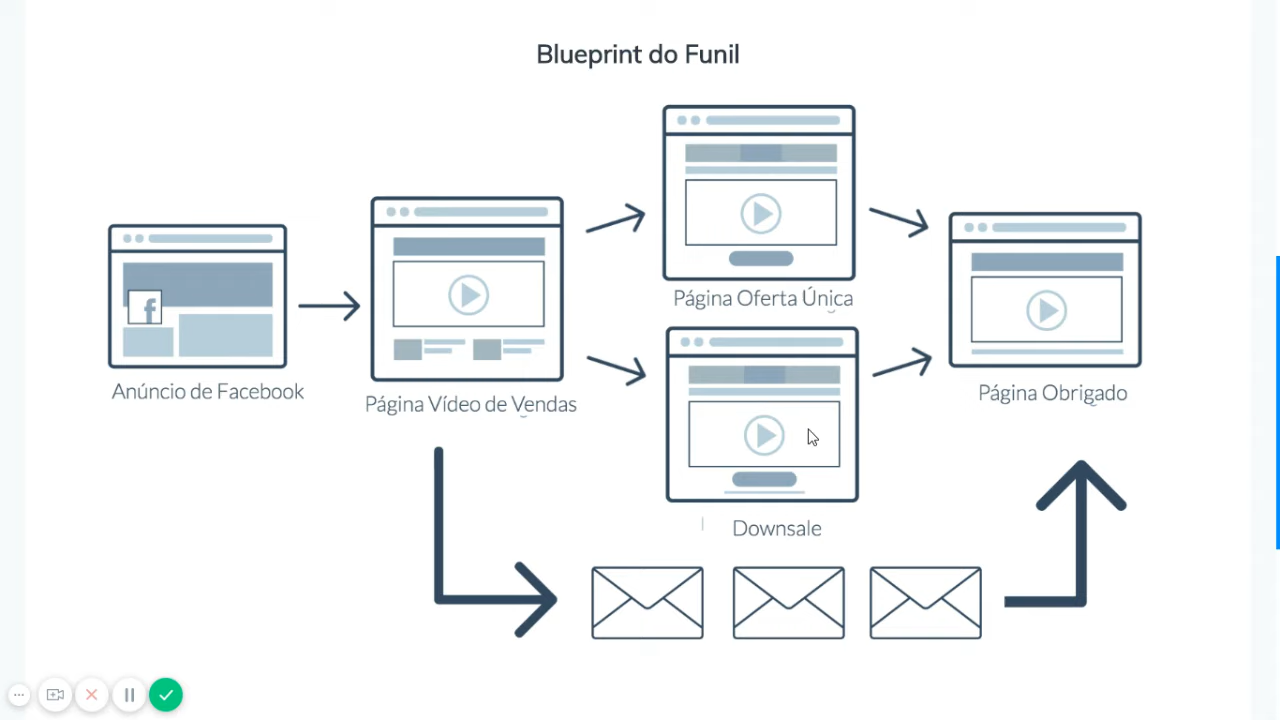 Blueprint do Funil
f
Anúncio de Facebook
Página Vídeo de Vendas
Página Oferta Única
Downsale
Página Obrigado